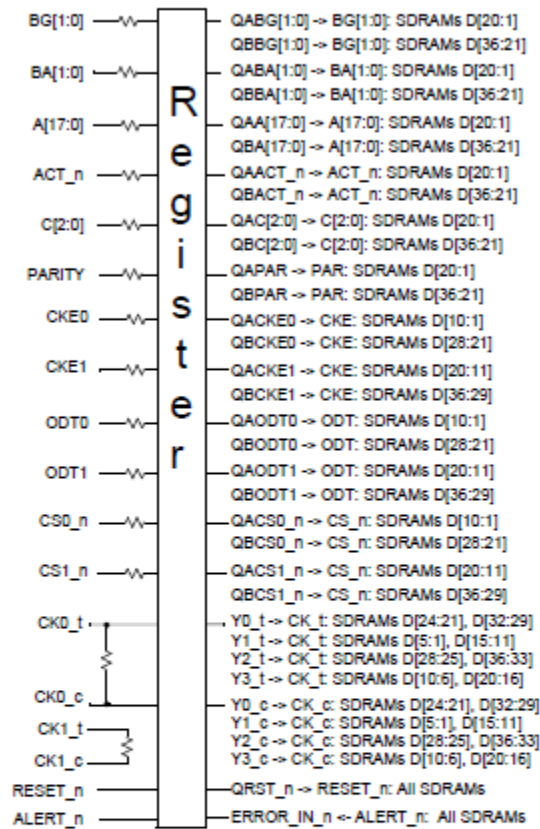 BG[1:0]
QABG[1:0] -> BG[1:0]: SDRAMs D[20:1]
QBBG[1:0] -> BG[1:0]: SDRAMs D[36:21]
BA[1:0]
QABA[1:0] -> BA[1:0]: SDRAMs D[20:1]
QBBA[1:0] -> BA[1:0]: SDRAMs D[36:21]
A[17:0]
QAA[17:0] -> A[17:0]: SDRAMs D[20:1]
QBA[17:0] -> A[17:0]: SDRAMs D[36:21]
ACT_n
QAACT_n -> ACT_n: SDRAMs D[20:1]
QBACT_n -> ACT_n: SDRAMs D[36:21]
C[2:0]
QAC[2:0] -> C[2:0]: SDRAMs D[20:1]
QBC[2:0] -> C[2:0]: SDRAMs D[36:21]
PARITY
QAPAR -> PAR: SDRAMs D[20:1]
QBPAR -> PAR: SDRAMs D[36:21]
CKE0
QACKE0 -> CKE: SDRAMs D[10:1]
QBCKE0 -> CKE: SDRAMs D[28:21]
CKE1
QACKE1 -> CKE: SDRAMs D[20:11]
QBCKE1 -> CKE: SDRAMs D[36:29]
ODT0
QAODT0 -> ODT: SDRAMs D[10:1]
QBODT0 -> ODT: SDRAMs D[28:21]
ODT1
QAODT1 -> ODT: SDRAMs D[20:11]
QBODT1 -> ODT: SDRAMs D[36:29]
CS0_n
QACS0_n -> CS_n: SDRAMs D[10:1]
QBCS0_n -> CS_n: SDRAMs D[28:21]
CS1_n
QACS1_n -> CS_n: SDRAMs D[20:11]
QBCS1_n -> CS_n: SDRAMs D[36:29]
CK0_t
Y0_t -> CK_t: SDRAMs D[24:21], D[32:29]
Y1_t -> CK_t: SDRAMs D[5:1], D[15:11]
Y2_t -> CK_t: SDRAMs D[28:25], D[36:33]
Y3_t -> CK_t: SDRAMs D[10:6], D[20:16]
CK0_c
Y0_c -> CK_c: SDRAMs D[24:21], D[32:29]
Y1_c -> CK_c: SDRAMs D[5:1], D[15:11]
Y2_c -> CK_c: SDRAMs D[28:25], D[36:33]
Y3_c -> CK_c: SDRAMs D[10:6], D[20:16]
CK1_t
CK1_c
RESET_n
QRST_n -> RESET_n: All SDRAMs
ALERT_n
ERROR_IN_n <- ALERT_n: All SDRAMs
Register